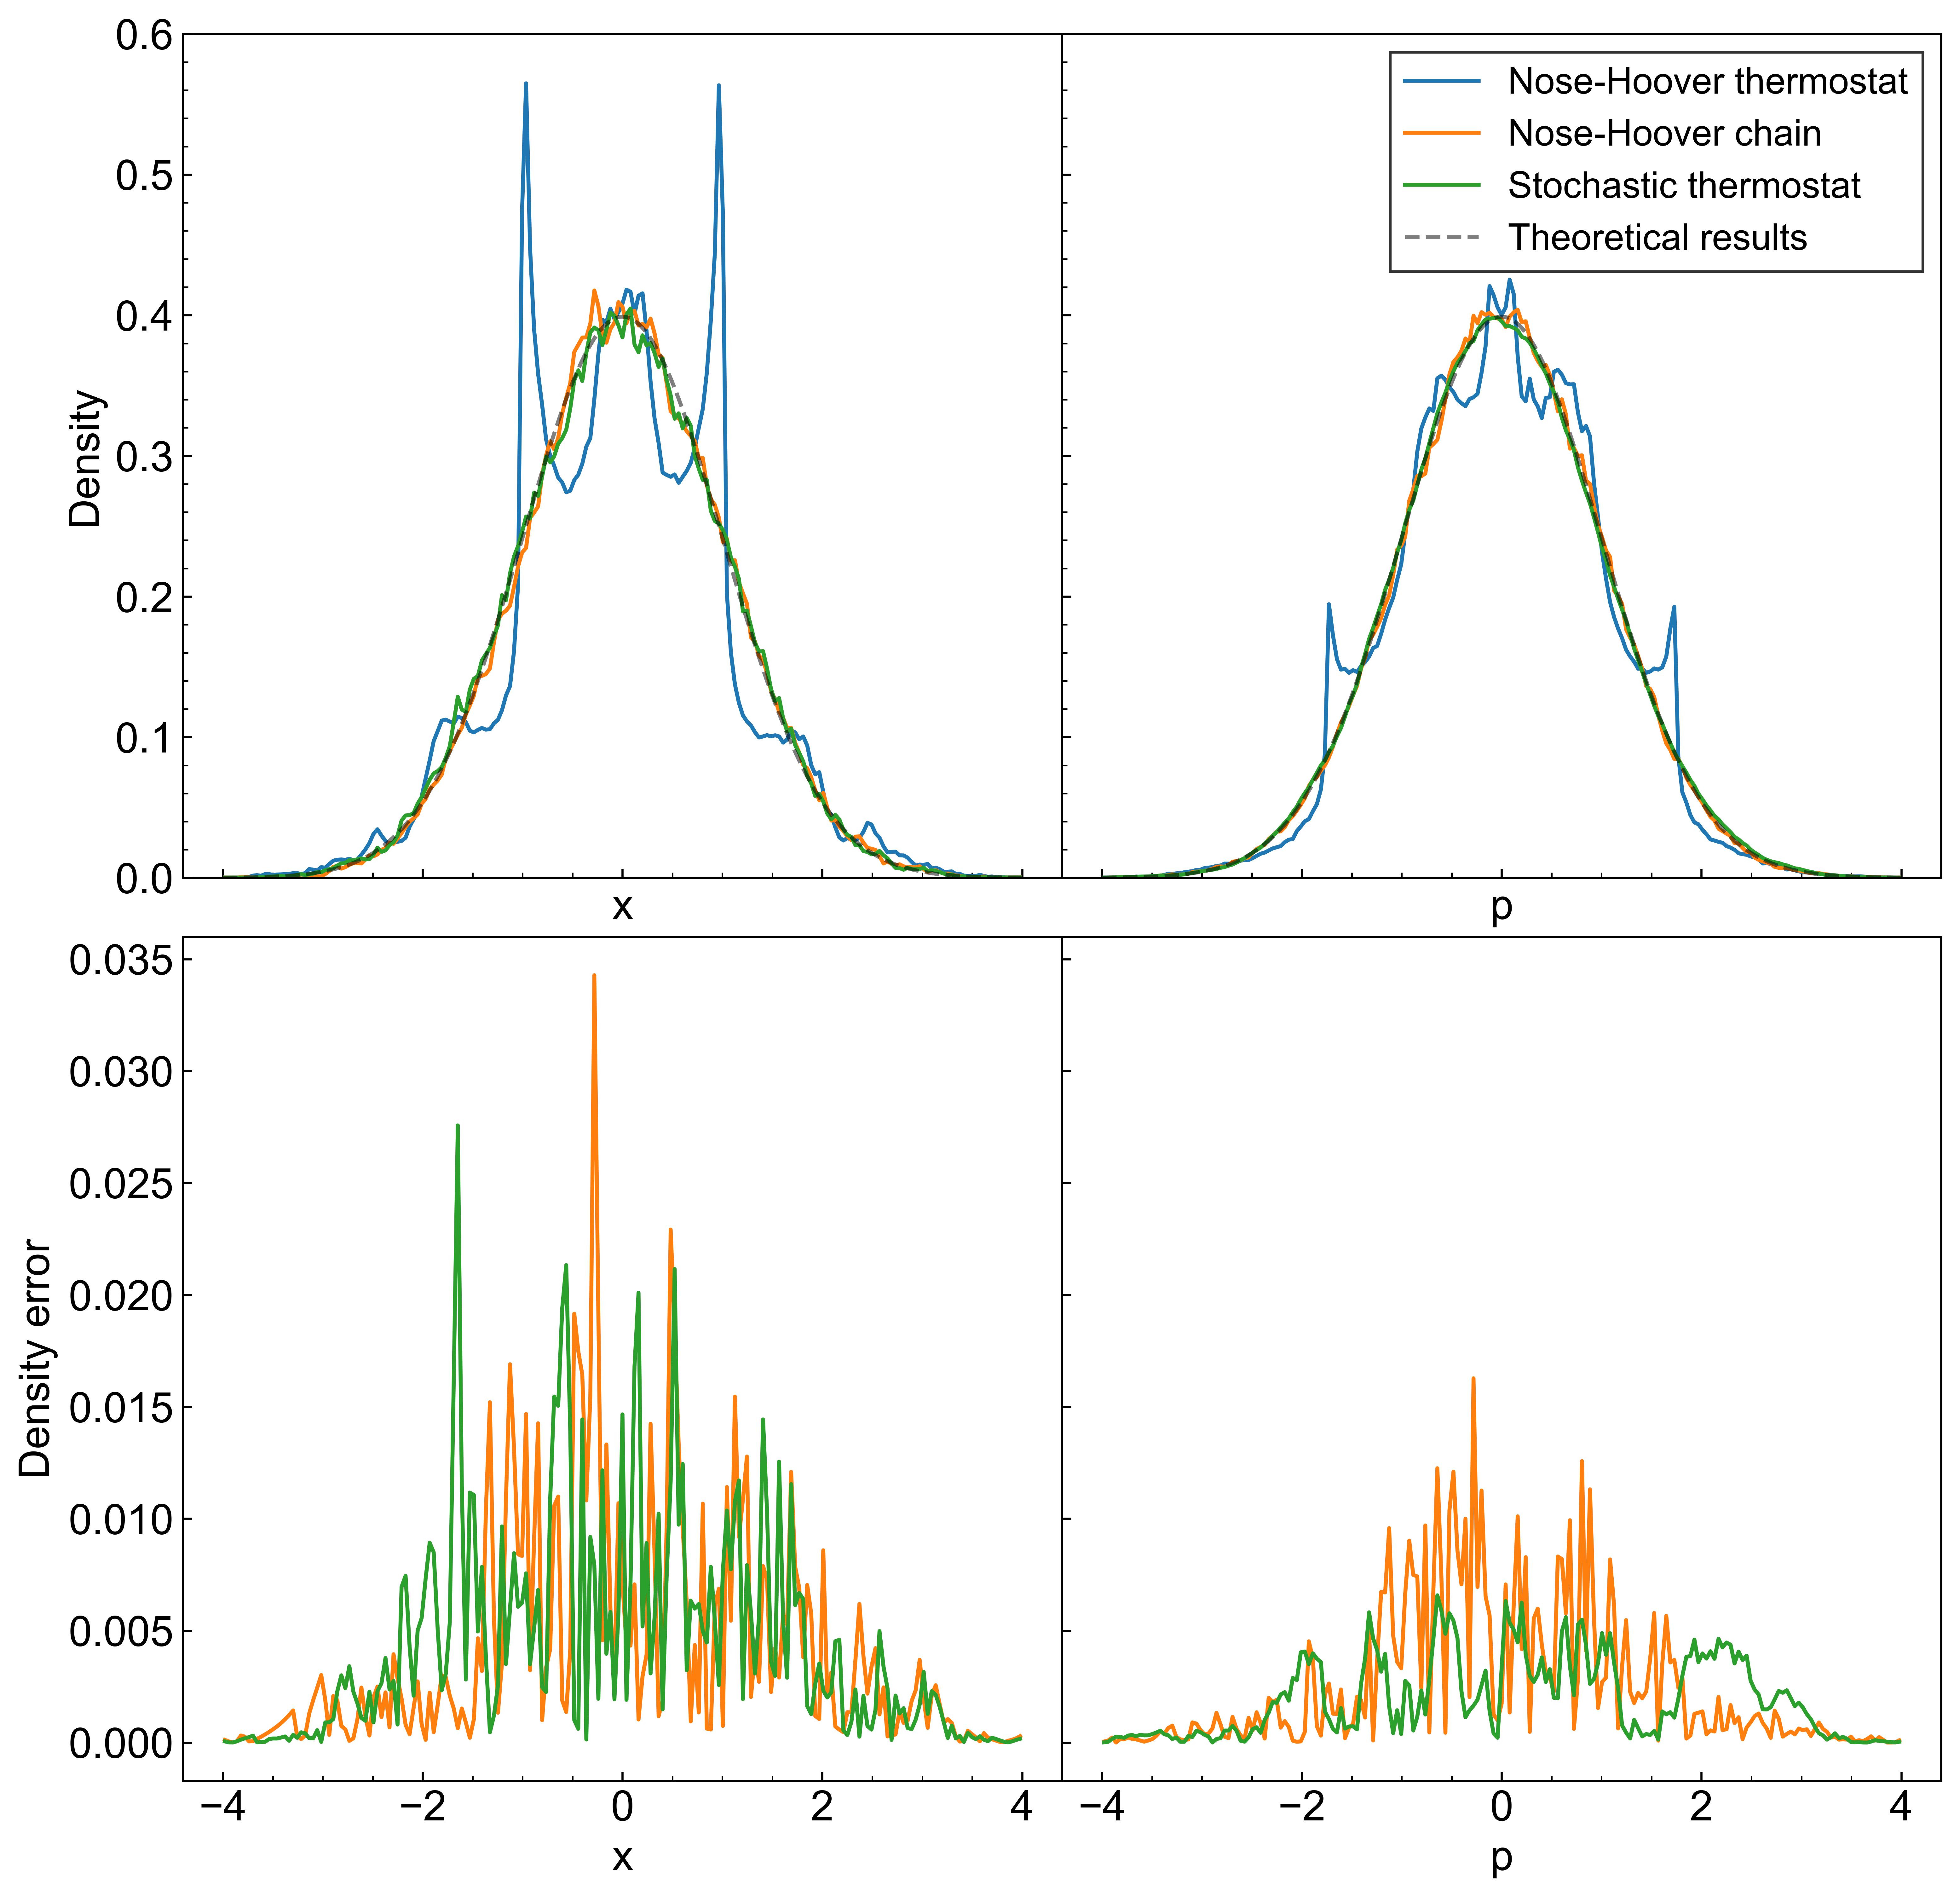 0.6
0.5
0.4
0.3
0.2
0.1
0.0
Density
x
Nose-Hoover thermostat
Nose-Hoover chain
Stochastic thermostat
Theoretical results
p
0.035
0.030
0.025
0.020
0.015
0.010
0.005
0.000
Density error
−4 −2 0 2 4
x
−4 −2 0 2 4
p